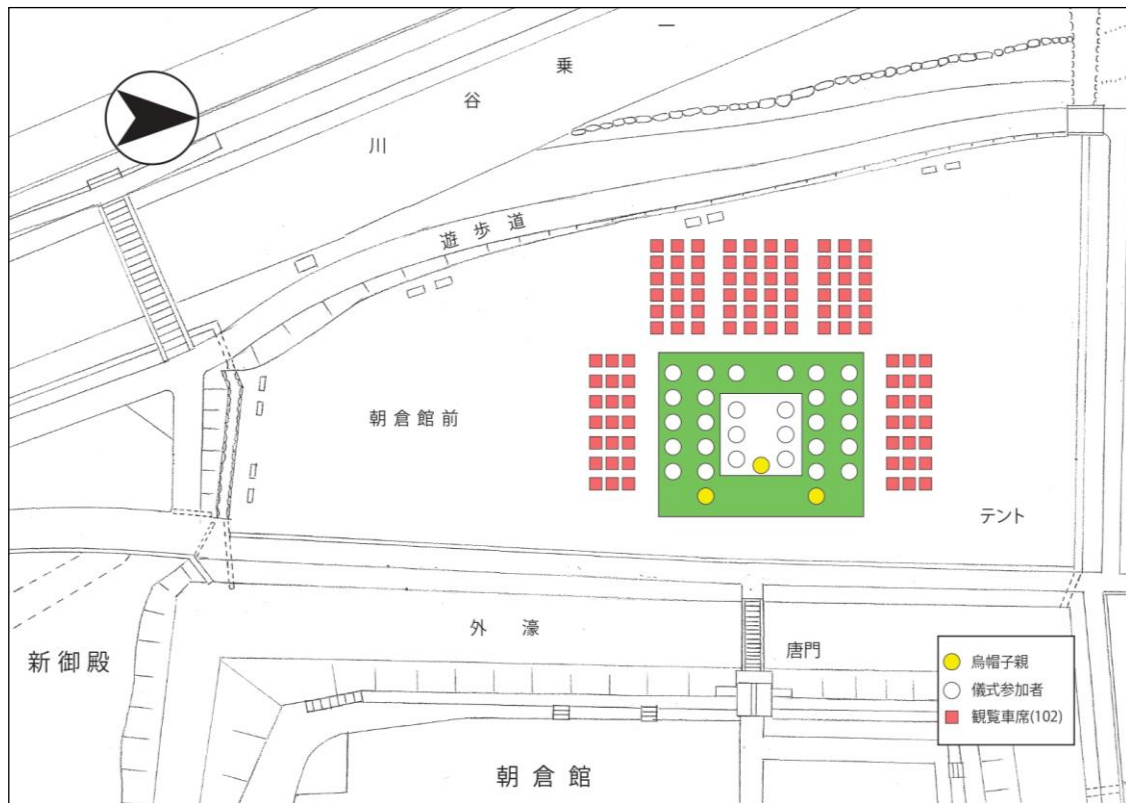 一乗谷川
遊歩道
朝倉館前
テント
外濠
唐門
新御殿
朝倉館
烏帽子親
儀式参加者
観覧車席(102)